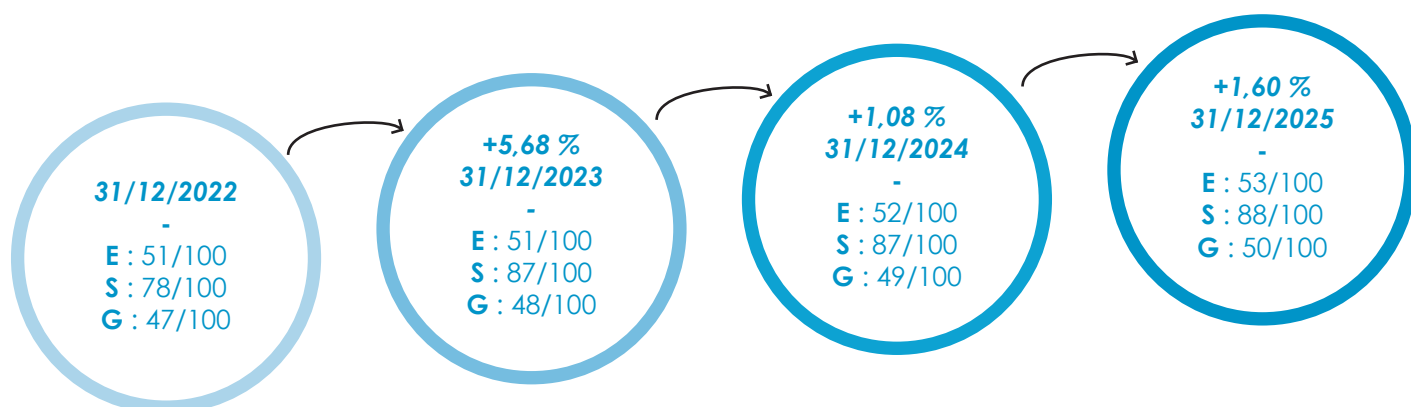 31/12/2022
-
E : 51/100
S : 78/100
G : 47/100
+5,68 %
31/12/2023
-
E : 51/100
S : 87/100
G : 48/100
+1,08 %
31/12/2024
-
E : 52/100
S : 87/100
G : 49/100
+1,60 %
31/12/2025
-
E : 53/100
S : 88/100
G : 50/100